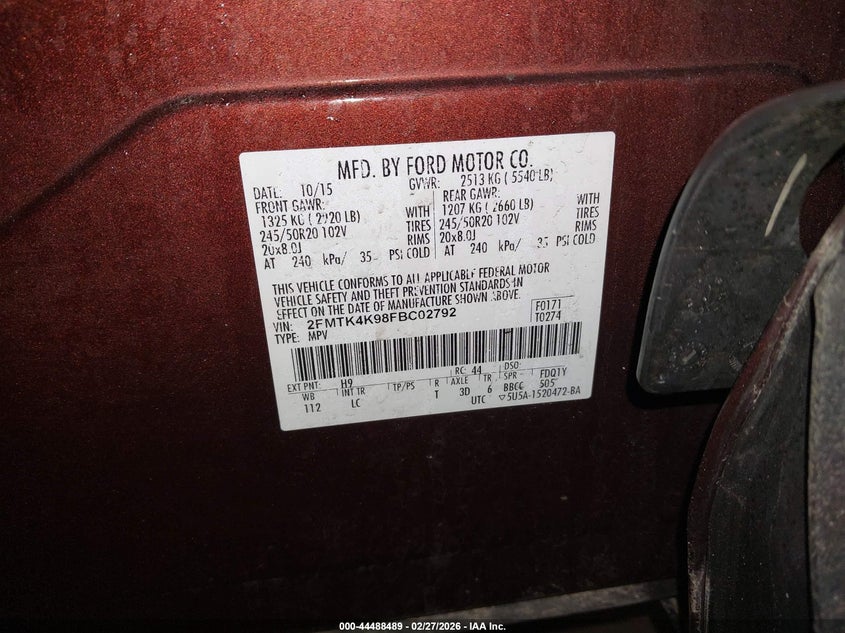 MFD. BY FORD MOTOR CO.
DATE: 10/15 GVWR: 2513 KG ( 5540 LB)
FRONT GAWR: WITH REAR GAWR: WITH
1325 KG ( 2920 LB) TIRES 1207 KG ( 2660 LB) TIRES
245/50R20 102V RIMS 245/50R20 102V RIMS
20x8.0J 20x8.0J
AT 240 kPa/ 35 PSI COLD AT 240 kPa/ 35 PSI COLD
THIS VEHICLE CONFORMS TO ALL APPLICABLE FEDERAL MOTOR
VEHICLE SAFETY AND THEFT PREVENTION STANDARDS IN
EFFECT ON THE DATE OF MANUFACTURE SHOWN ABOVE.
VIN: 2FMTK4K98FBC02792 F0171
TYPE: MPV T0274
EXT PNT: H9 RC: 44 DSO:
WB INT TR TP/PS R AXLE TR SPR FDQTY
112 LC T 3D 6 BBCC 505
UTC ▽5U5A-1520472-BA
000-44488489 — 02/27/2026 — IAA Inc.